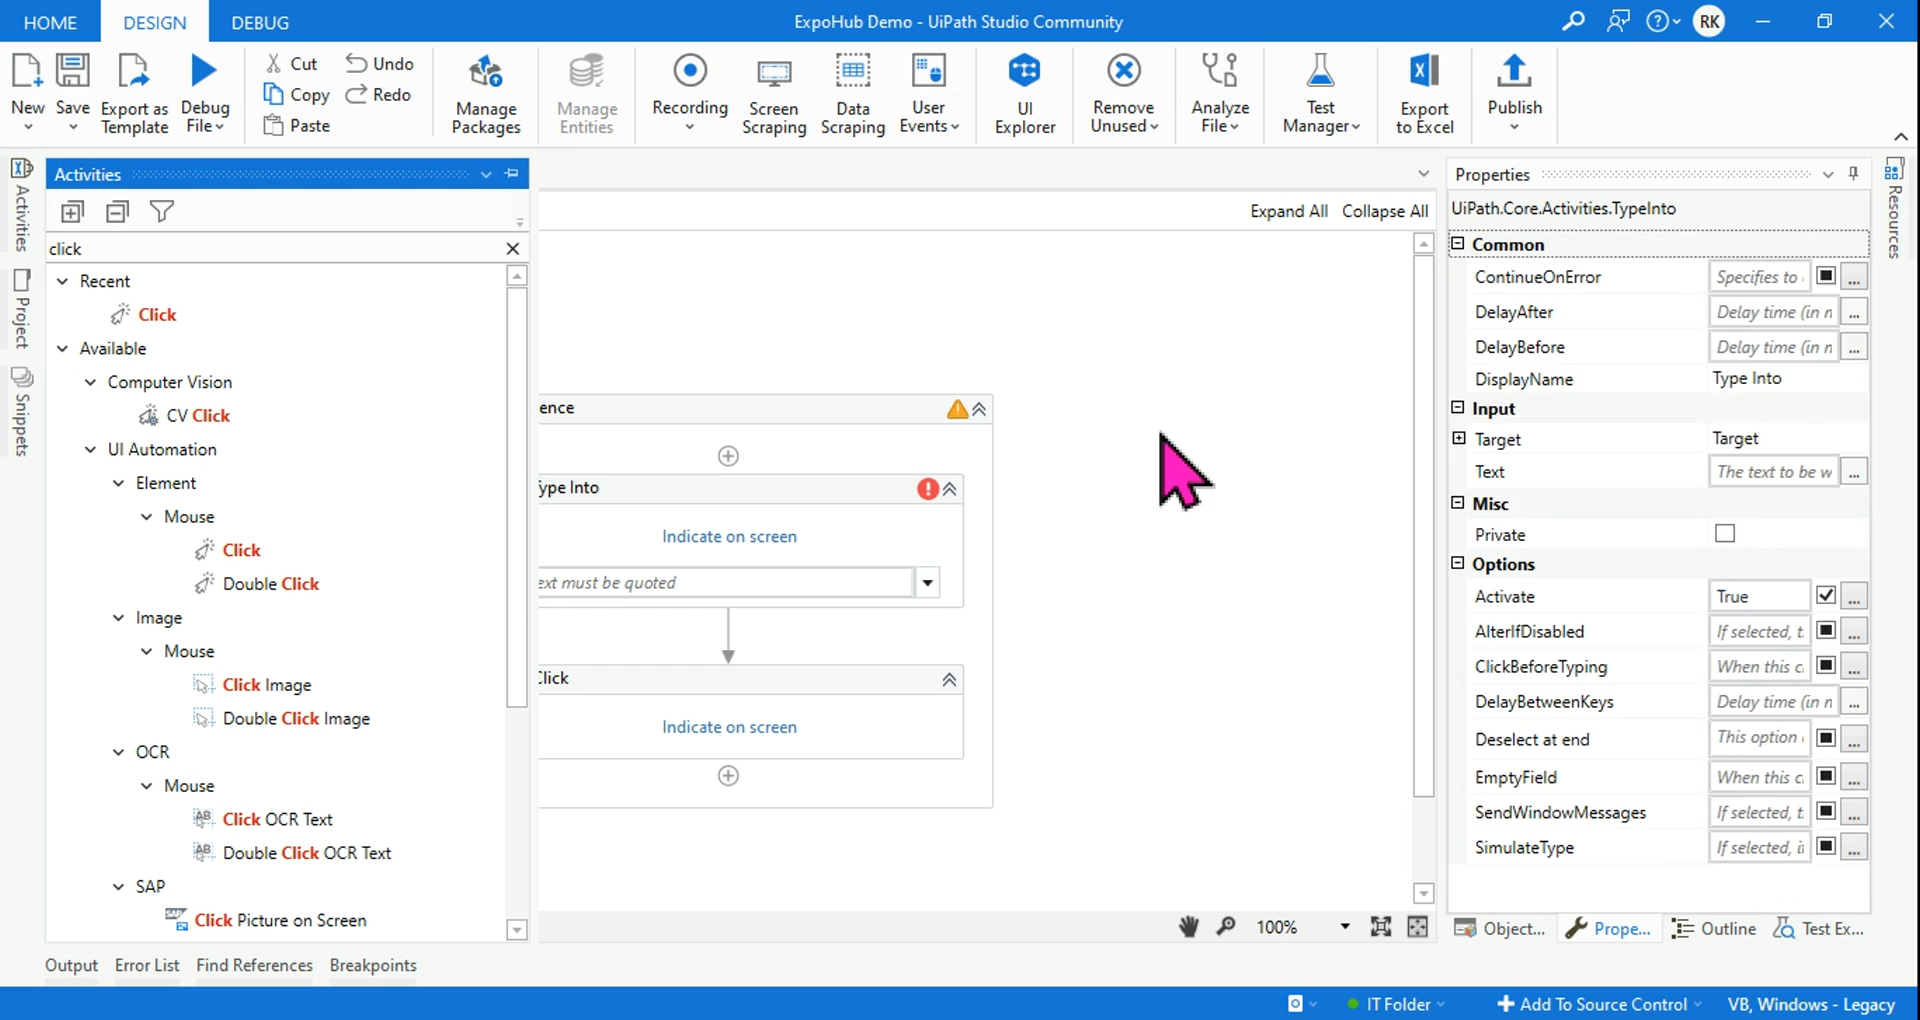 HOME DESIGN DEBUG ExpoHub Demo - UiPath Studio Community RK
New Save Export as Template Debug File Cut Copy Paste Undo Redo Manage Packages Manage Entities Recording Screen Scraping Data Scraping User Events UI Explorer Remove Unused Analyze File Test Manager Export to Excel Publish
Activities
Project
Snippets
Activities
click
Recent
Click
Available
Computer Vision
CV Click
UI Automation
Element
Mouse
Click
Double Click
Image
Mouse
Click Image
Double Click Image
OCR
Mouse
Click OCR Text
Double Click OCR Text
SAP
Click Picture on Screen
Expand All Collapse All
ence
Type Into
Indicate on screen
ext must be quoted
Click
Indicate on screen
100%
Properties
UiPath.Core.Activities.TypeInto
Common
ContinueOnError Specifies to
DelayAfter Delay time (in n ...
DelayBefore Delay time (in n ...
DisplayName Type Into
Input
Target Target
Text The text to be w ...
Misc
Private
Options
Activate True ...
AlterIfDisabled If selected, t. ...
ClickBeforeTyping When this c. ...
DelayBetweenKeys Delay time (in n ...
Deselect at end This option ...
EmptyField When this c. ...
SendWindowMessages If selected, t. ...
SimulateType If selected, i ...
Object... Prope... Outline Test Ex...
Resources
Output Error List Find References Breakpoints
IT Folder Add To Source Control VB, Windows - Legacy